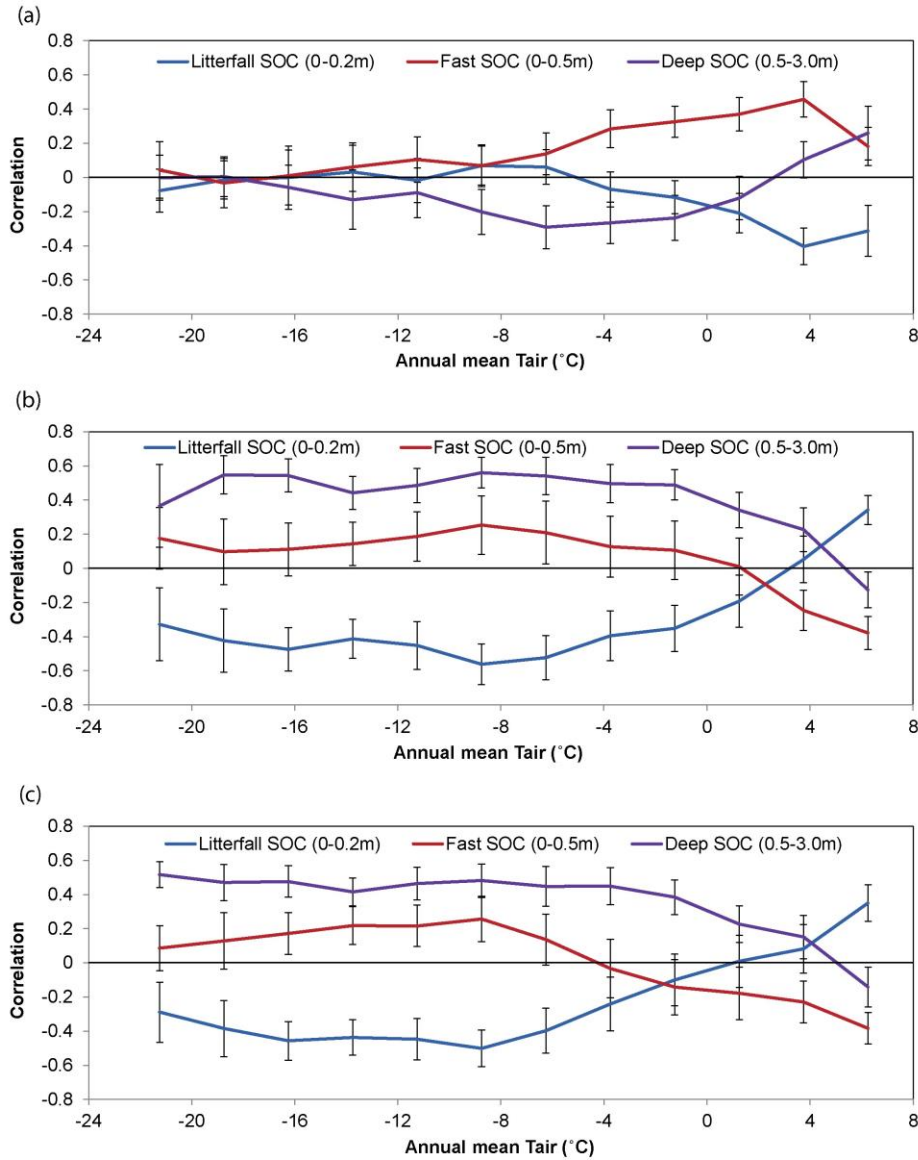 (a)
0.8
Litterfall SOC (0-0.2m) Fast SOC (0-0.5m) Deep SOC (0.5-3.0m)
0.6
0.4
0.2
0
-0.2
-0.4
-0.6
-0.8
Correlation
-24 -20 -16 -12 -8 -4 0 4 8
Annual mean Tair (˚C)
(b)
0.8
Litterfall SOC (0-0.2m) Fast SOC (0-0.5m) Deep SOC (0.5-3.0m)
0.6
0.4
0.2
0
-0.2
-0.4
-0.6
-0.8
Correlation
-24 -20 -16 -12 -8 -4 0 4 8
Annual mean Tair (˚C)
(c)
0.8
Litterfall SOC (0-0.2m) Fast SOC (0-0.5m) Deep SOC (0.5-3.0m)
0.6
0.4
0.2
0
-0.2
-0.4
-0.6
-0.8
Correlation
-24 -20 -16 -12 -8 -4 0 4 8
Annual mean Tair (˚C)